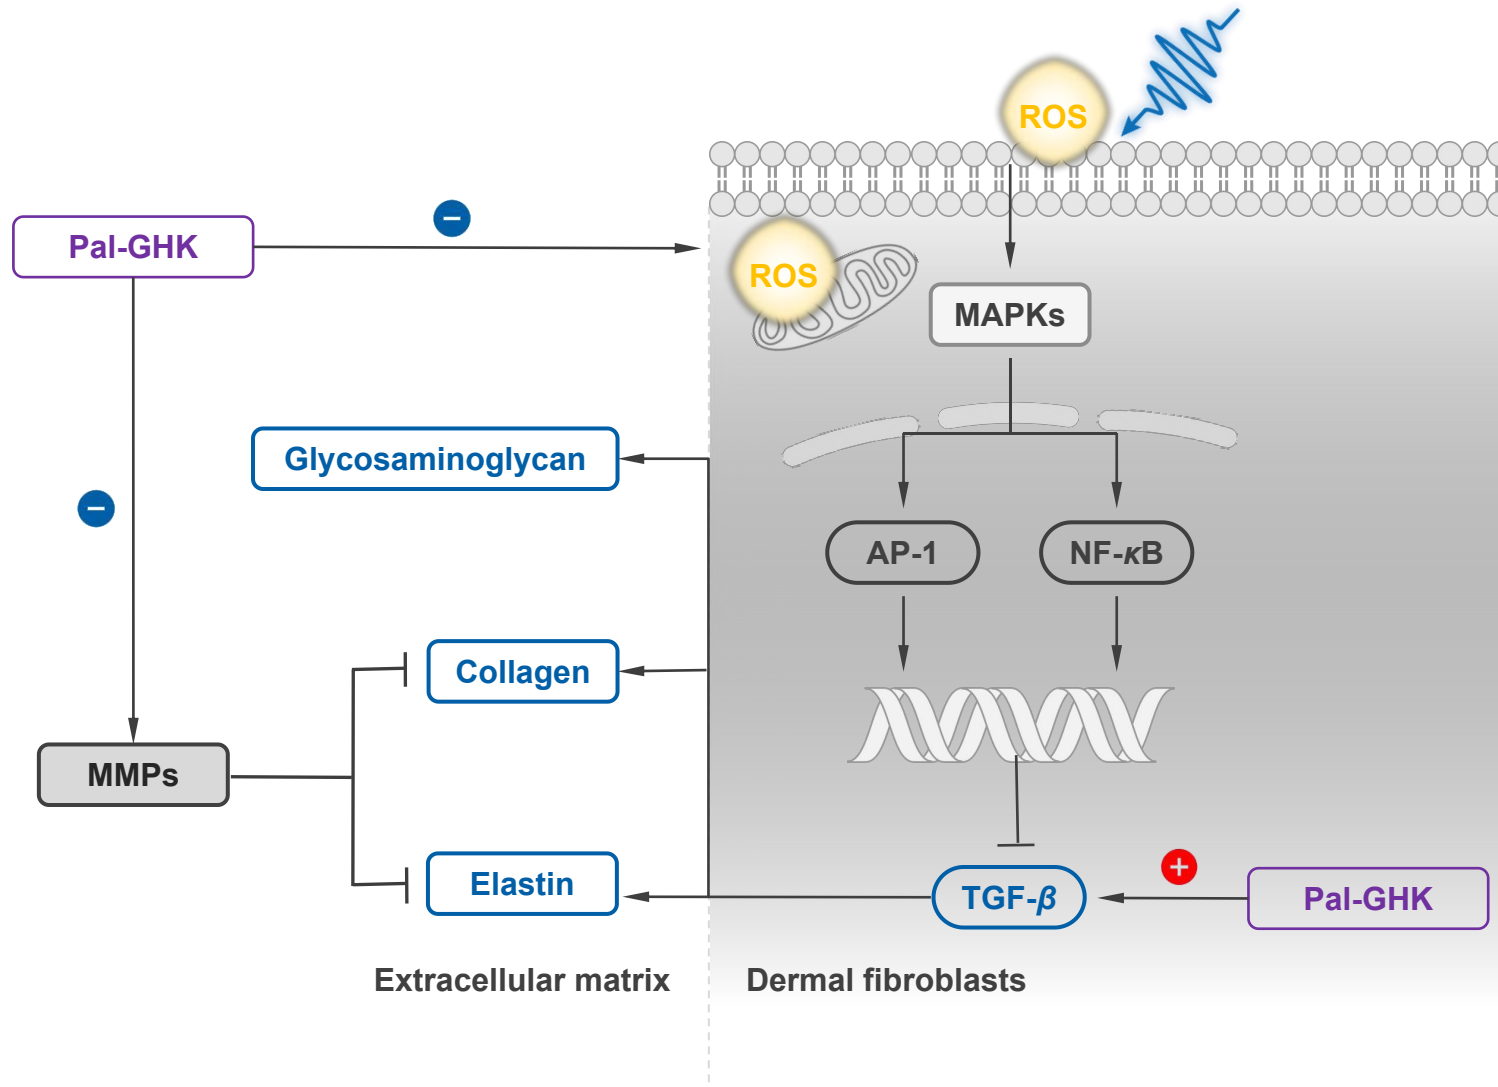 ROS
−
Pal-GHK
ROS
MAPKs
Glycosaminoglycan
−
AP-1
NF-κB
Collagen
MMPs
+
Elastin
TGF-β
Pal-GHK
Extracellular matrix
Dermal fibroblasts